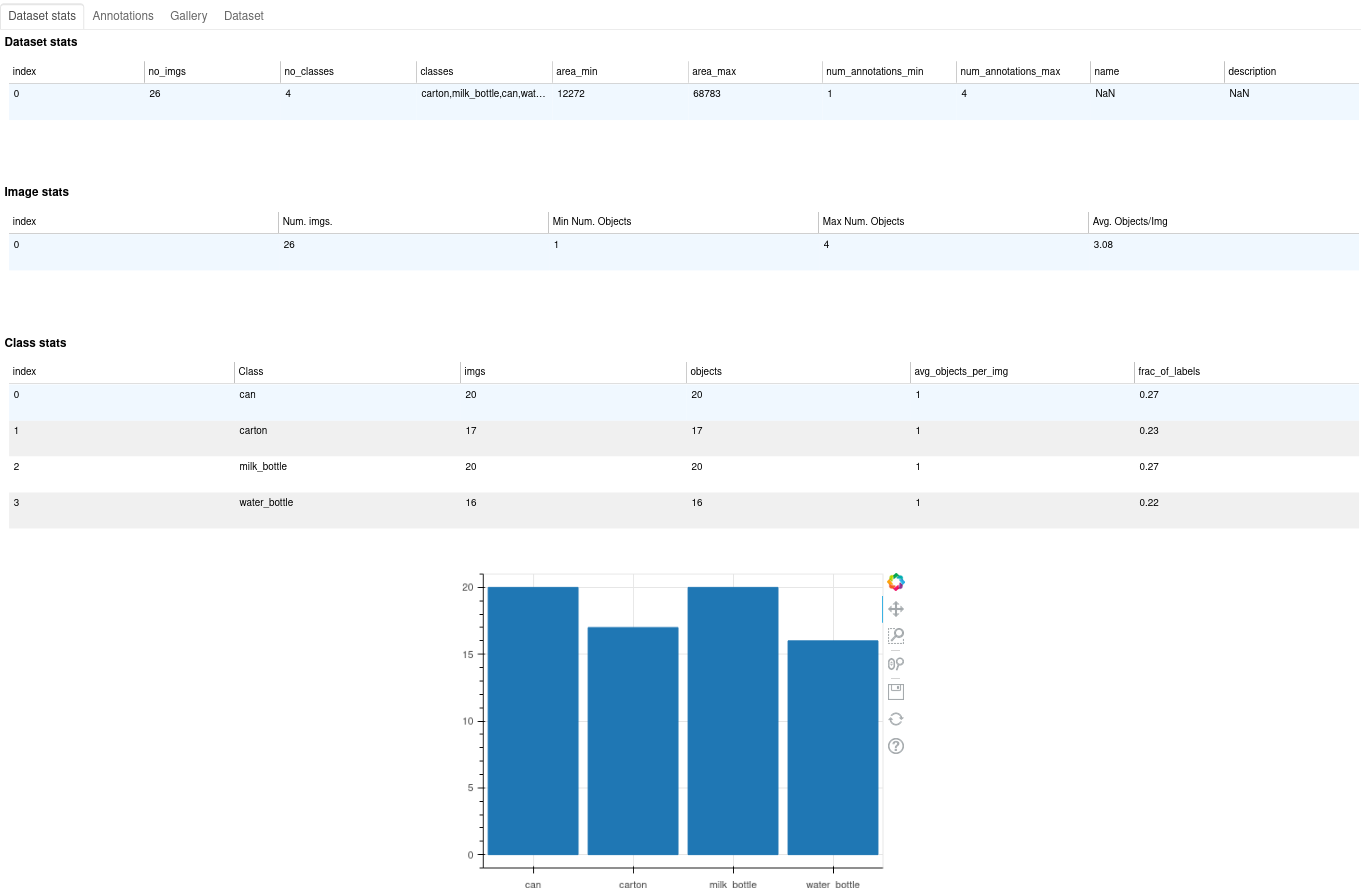 Dataset stats Annotations Gallery Dataset
Dataset stats
index no_imgs no_classes classes area_min area_max num_annotations_min num_annotations_max name description
0 26 4 carton,milk_bottle,can,wat... 12272 68783 1 4 NaN NaN
Image stats
index Num. imgs. Min Num. Objects Max Num. Objects Avg. Objects/Img
0 26 1 4 3.08
Class stats
index Class imgs objects avg_objects_per_img frac_of_labels
0 can 20 20 1 0.27
1 carton 17 17 1 0.23
2 milk_bottle 20 20 1 0.27
3 water_bottle 16 16 1 0.22
20
15
10
5
0
can carton milk_bottle water_bottle